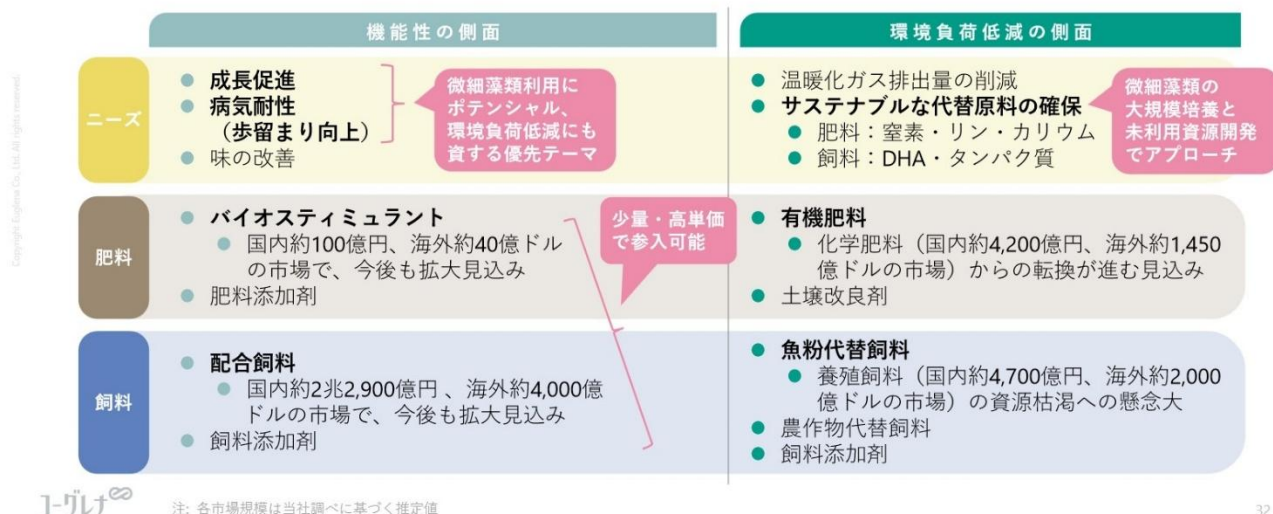 機能性の側面
環境負荷低減の側面
ニーズ
成長促進
病気耐性
（歩留まり向上）
味の改善
微細藻類利用に
ポテンシャル、
環境負荷低減にも
資する優先テーマ
温暖化ガス排出量の削減
サステナブルな代替原料の確保
肥料：窒素・リン・カリウム
飼料：DHA・タンパク質
微細藻類の
大規模培養と
未利用資源開発
でアプローチ
肥料
バイオスティミュラント
国内約100億円、海外約40億ドル
の市場で、今後も拡大見込み
肥料添加剤
少量・高単価
で参入可能
有機肥料
化学肥料（国内約4,200億円、海外約1,450
億ドルの市場）からの転換が進む見込み
土壌改良剤
飼料
配合飼料
国内約2兆2,900億円 、海外約4,000億
ドルの市場で、今後も拡大見込み
飼料添加剤
魚粉代替飼料
養殖飼料（国内約4,700億円、海外約2,000
億ドルの市場）の資源枯渇への懸念大
農作物代替飼料
飼料添加剤
Copyright Euglena Co., Ltd. All rights reserved.
ユーグレナ
注: 各市場規模は当社調べに基づく推定値
32